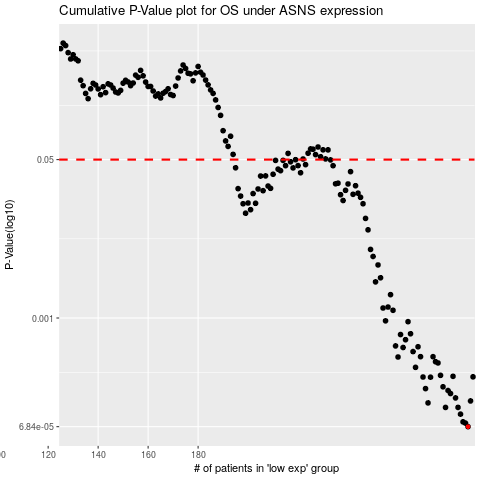 Cumulative P-Value plot for OS under ASNS expression
P-Value(log10)
0.05
0.001
6.84e-05
00 120 140 160 180
# of patients in 'low exp' group